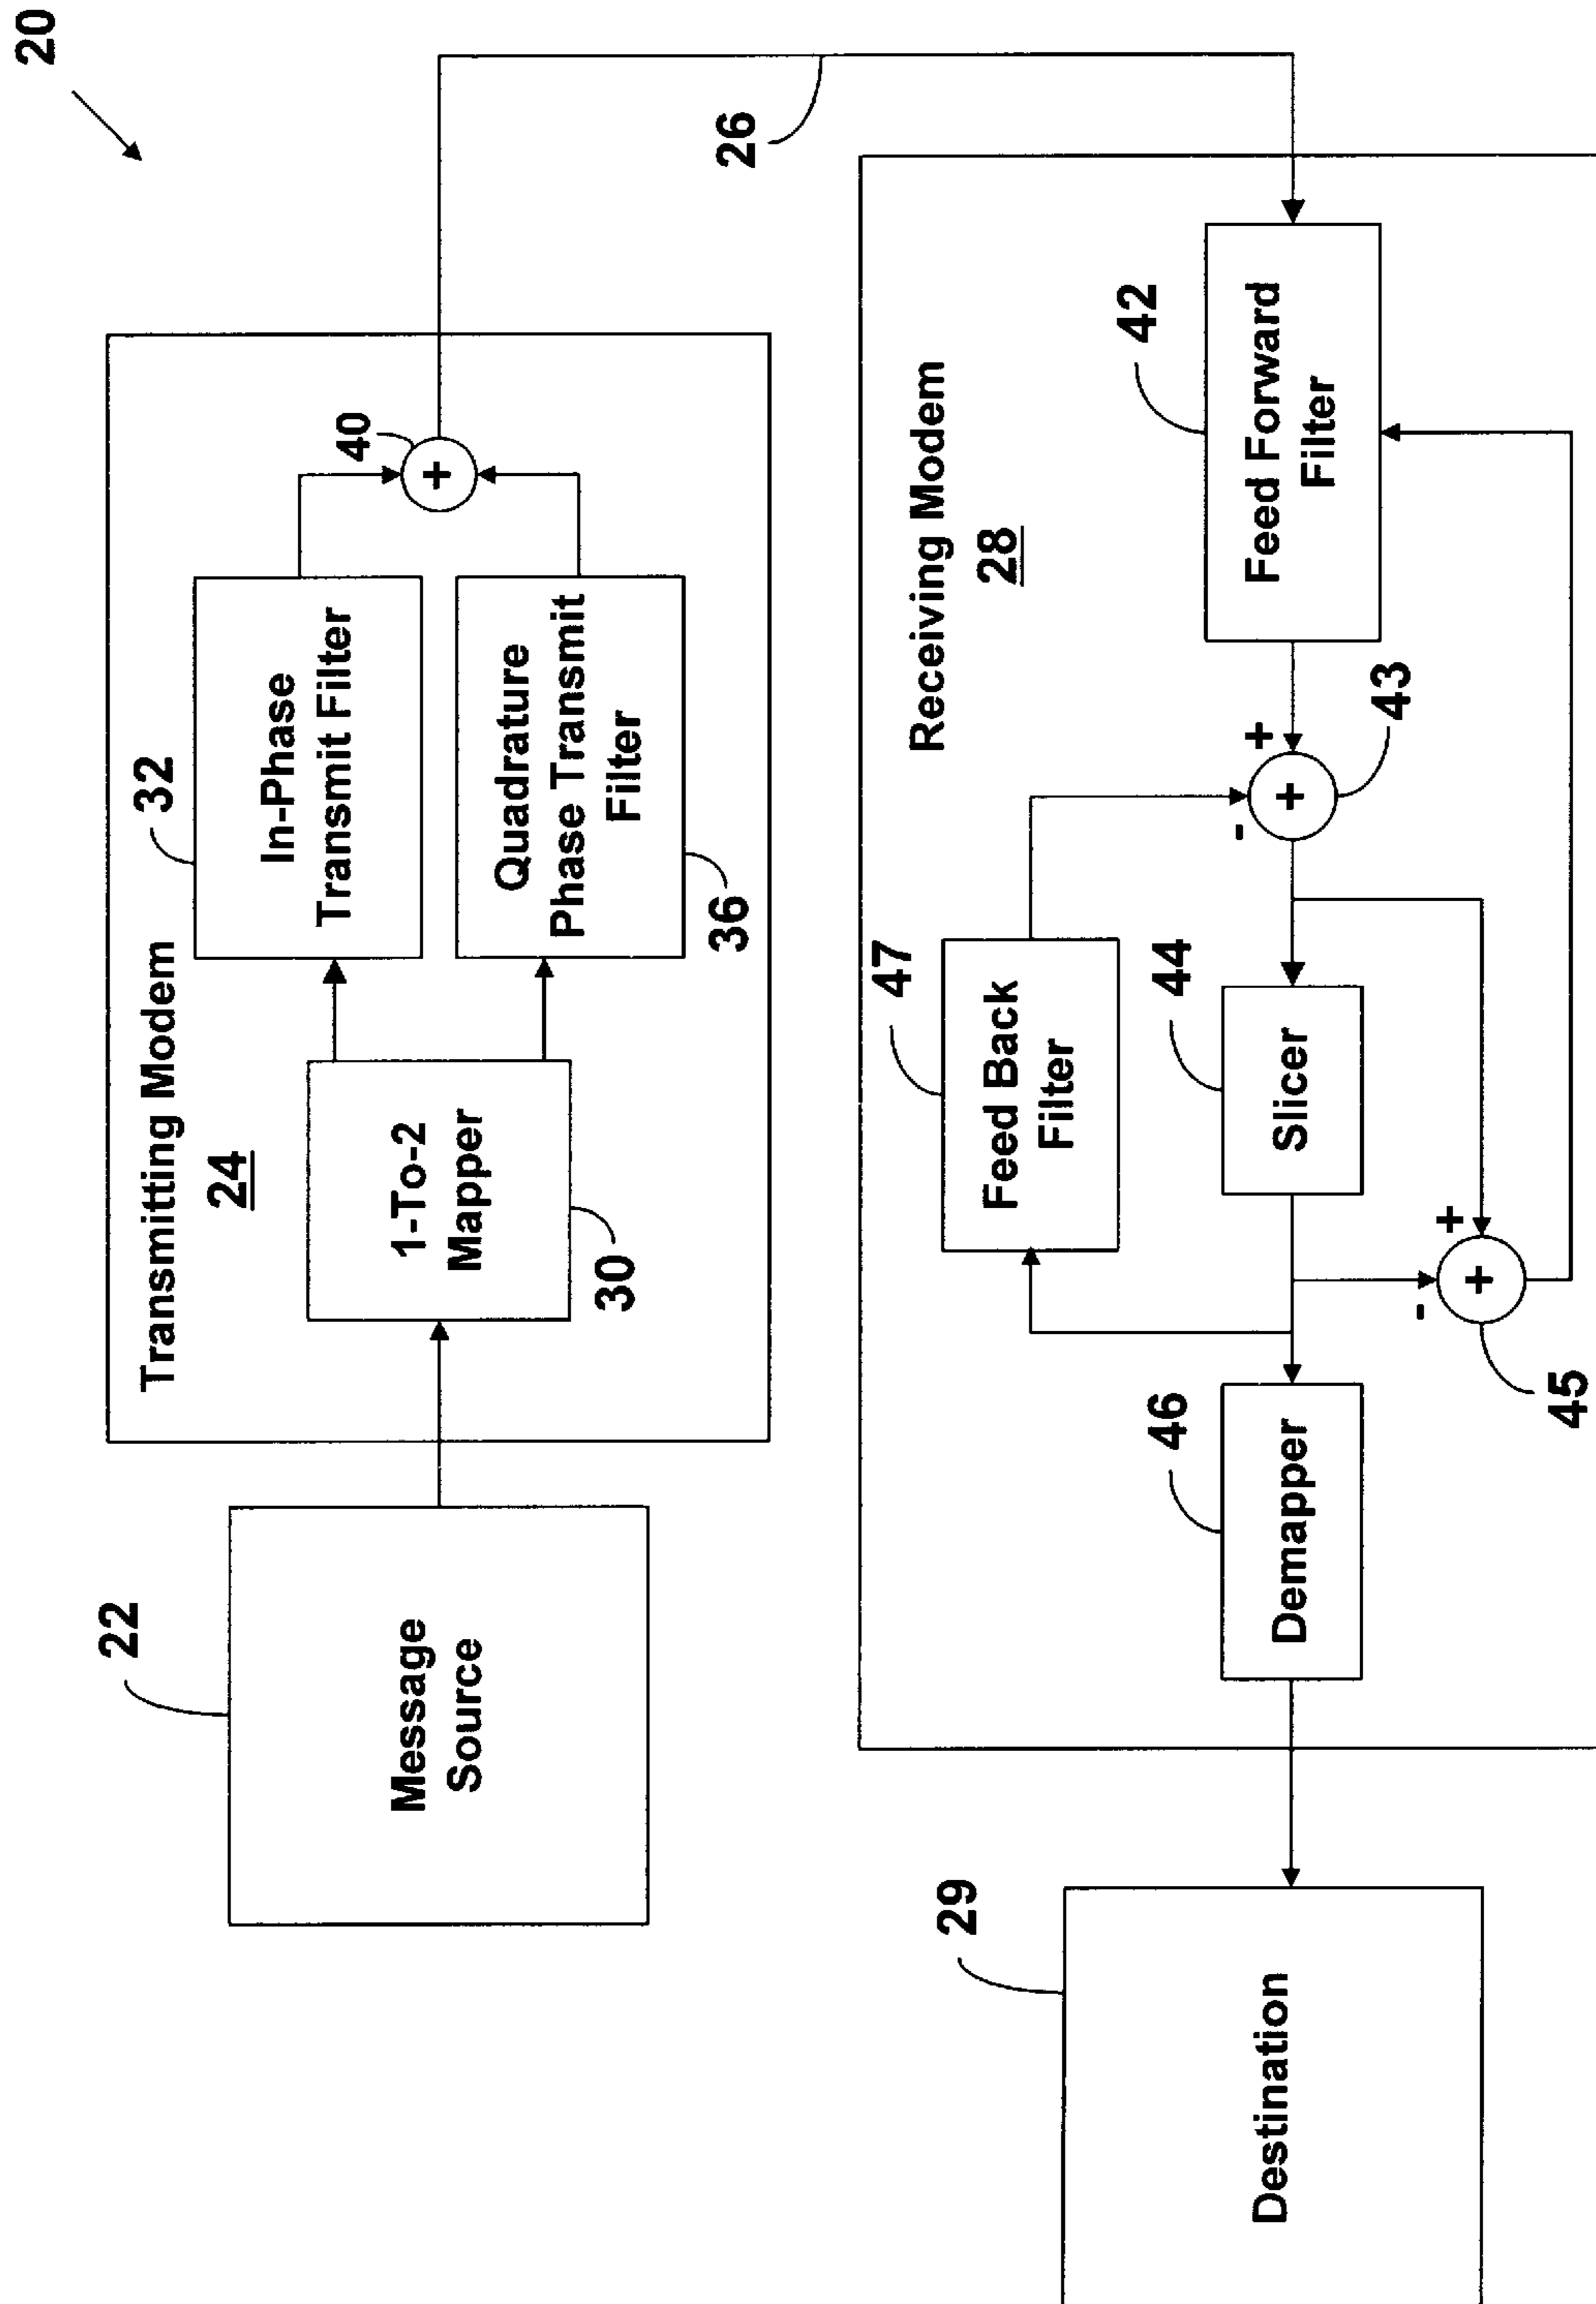 20
22
Message
Source
Transmitting Modem
24
1-To-2
Mapper
30
32
In-Phase
Transmit Filter
Quadrature
Phase Transmit
Filter
36
40
+
26
Receiving Modem
28
42
Feed Forward
Filter
43
+
-
+
47
Feed Back
Filter
44
Slicer
45
+
-
+
46
Demapper
29
Destination